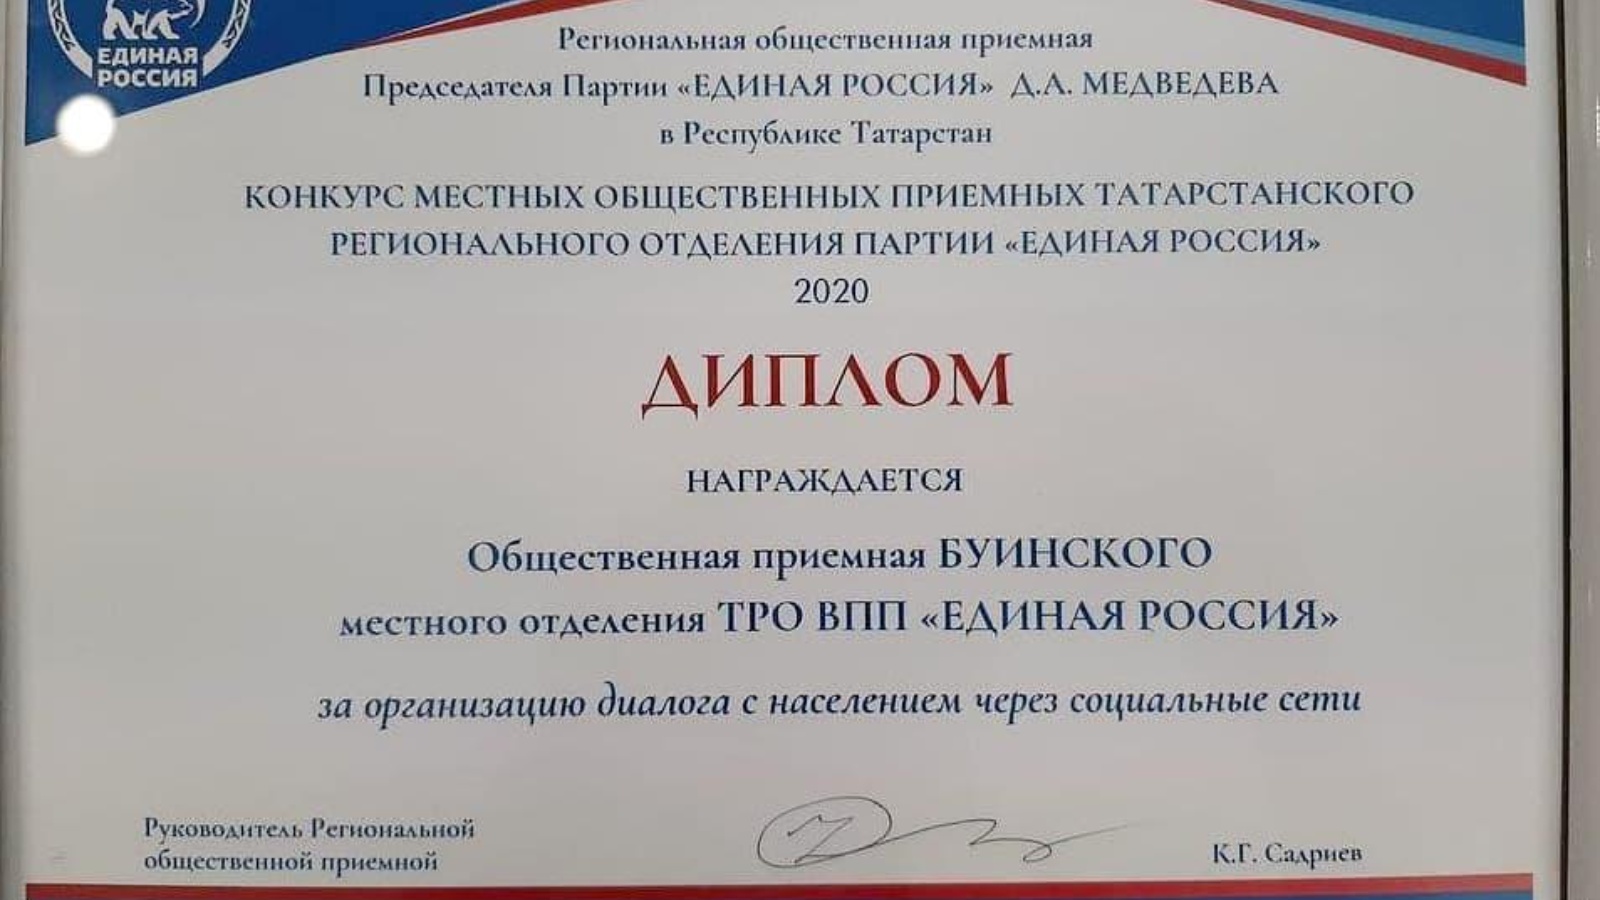 ЕДИНАЯ
РОССИЯ
Региональная общественная приемная
Председателя Партии «ЕДИНАЯ РОССИЯ» Д.А. МЕДВЕДЕВА
в Республике Татарстан
КОНКУРС МЕСТНЫХ ОБЩЕСТВЕННЫХ ПРИЕМНЫХ ТАТАРСТАНСКОГО
РЕГИОНАЛЬНОГО ОТДЕЛЕНИЯ ПАРТИИ «ЕДИНАЯ РОССИЯ»
2020
ДИПЛОМ
НАГРАЖДАЕТСЯ
Общественная приемная БУИНСКОГО
местного отделения ТРО ВПП «ЕДИНАЯ РОССИЯ»
за организацию диалога с населением через социальные сети
Руководитель Региональной
общественной приемной
К.Г. Садриев